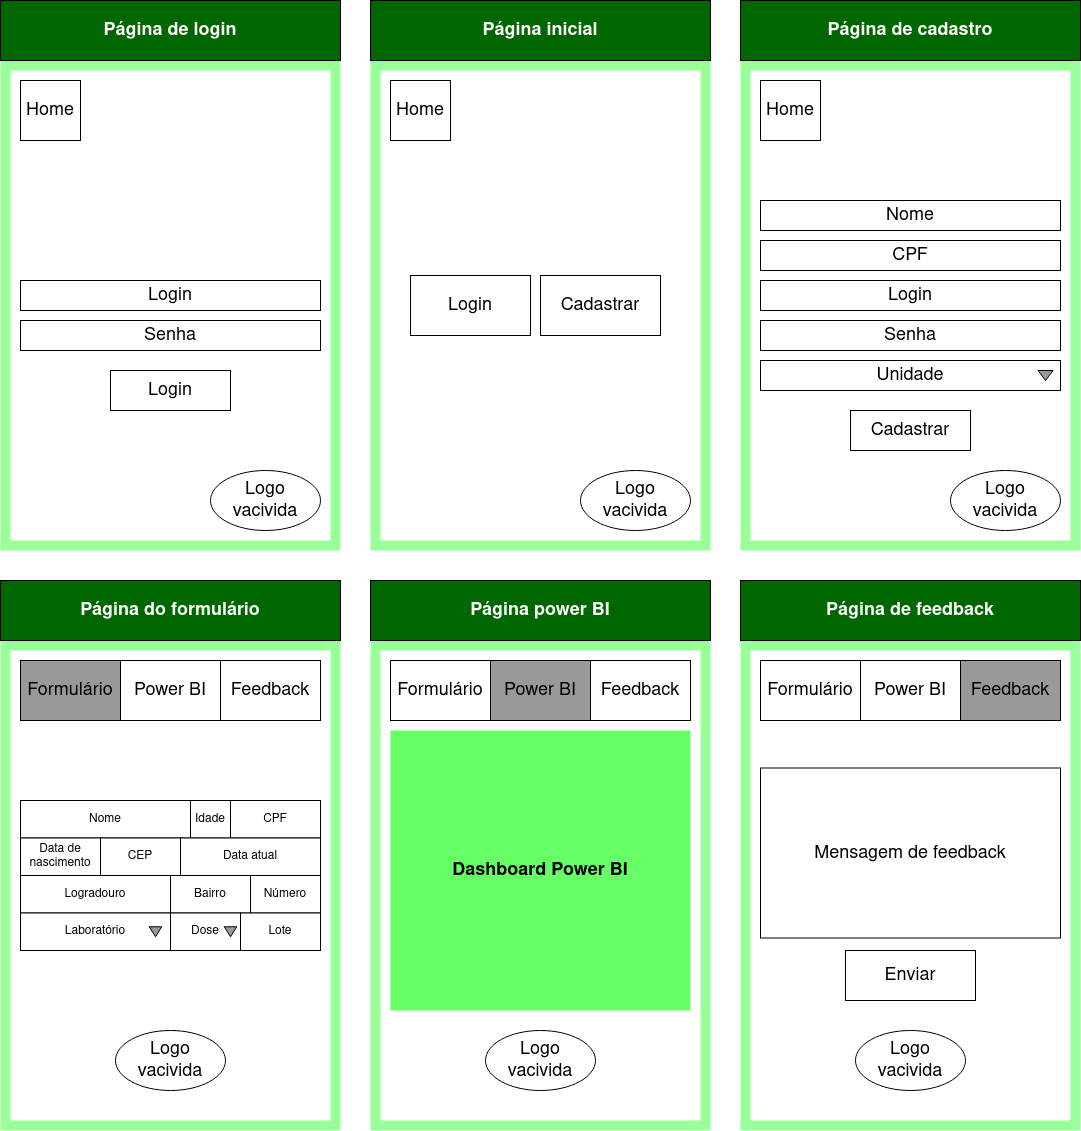 Página de login
Home
Login
Senha
Login
Logo
vacivida
Página inicial
Home
Login
Cadastrar
Logo
vacivida
Página de cadastro
Home
Nome
CPF
Login
Senha
Unidade
Cadastrar
Logo
vacivida
Página do formulário
Formulário Power BI Feedback
Nome Idade CPF
Data de
nascimento CEP Data atual
Logradouro Bairro Número
Laboratório Dose Lote
Logo
vacivida
Página power BI
Formulário Power BI Feedback
Dashboard Power BI
Logo
vacivida
Página de feedback
Formulário Power BI Feedback
Mensagem de feedback
Enviar
Logo
vacivida